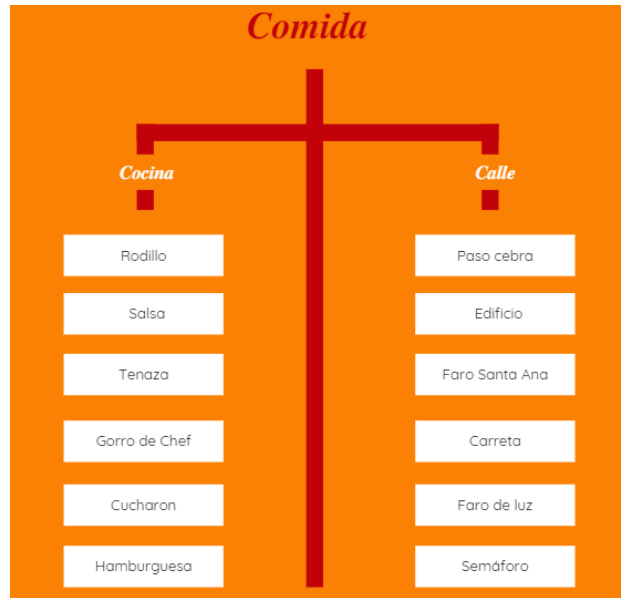 Comida
Cocina
Calle
Rodillo
Paso cebra
Salsa
Edificio
Tenaza
Faro Santa Ana
Gorro de Chef
Carreta
Cucharon
Faro de luz
Hamburguesa
Semáforo